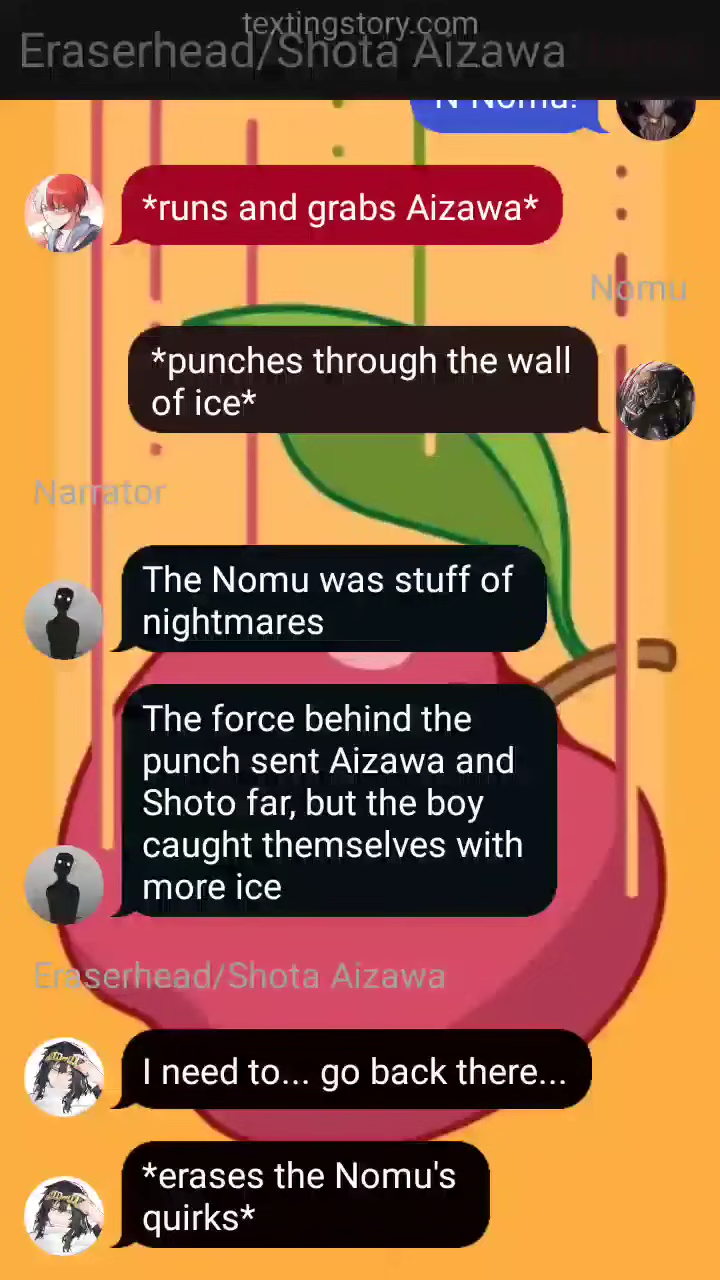 textingstory.com
Eraserhead/Shota Aizawa
N Nomu!
*runs and grabs Aizawa*
Nomu
*punches through the wall
of ice*
Narrator
The Nomu was stuff of
nightmares
The force behind the
punch sent Aizawa and
Shoto far, but the boy
caught themselves with
more ice
Eraserhead/Shota Aizawa
I need to... go back there...
*erases the Nomu's
quirks*